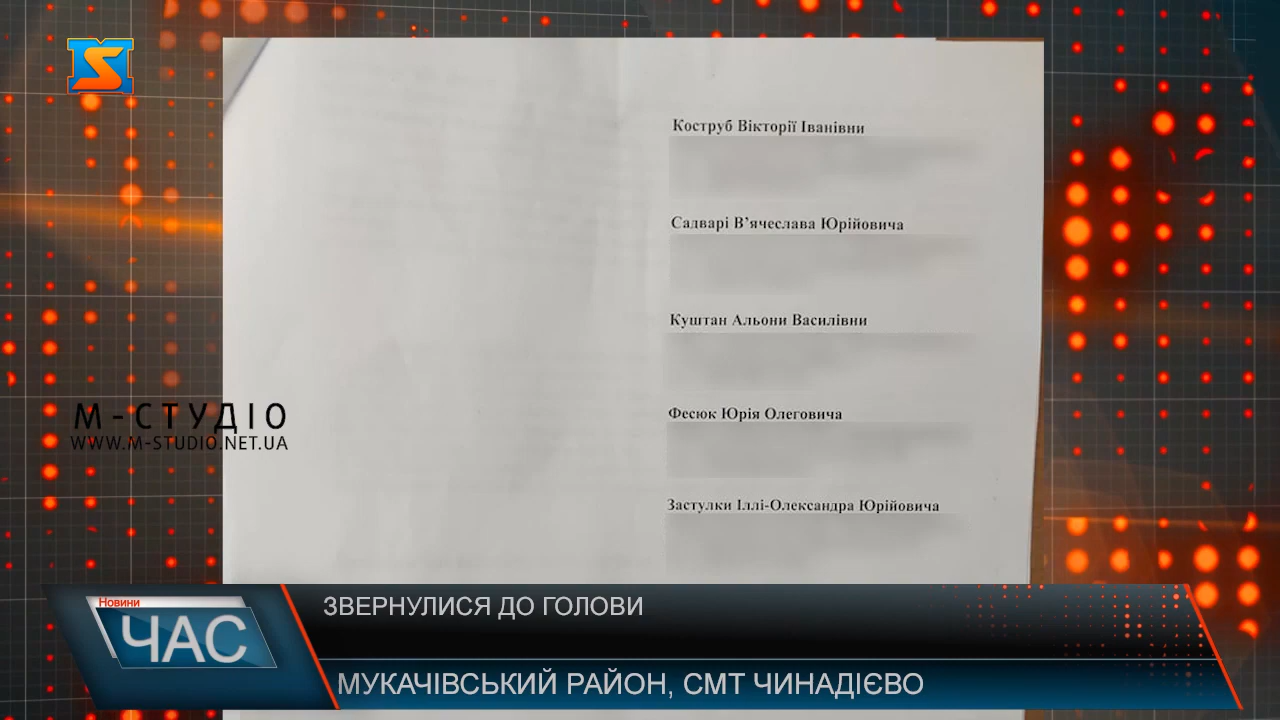 Коструб Вікторії Іванівни
Садварі В’ячеслава Юрійовича
Куштан Альони Василівни
Фесюк Юрія Олеговича
Застулки Іллі-Олександра Юрійовича
М-СТУДІО
WWW.M-STUDIO.NET.UA
Новини
ЧАС
ЗВЕРНУЛИСЯ ДО ГОЛОВИ
МУКАЧІВСЬКИЙ РАЙОН, СМТ ЧИНАДІЄВО